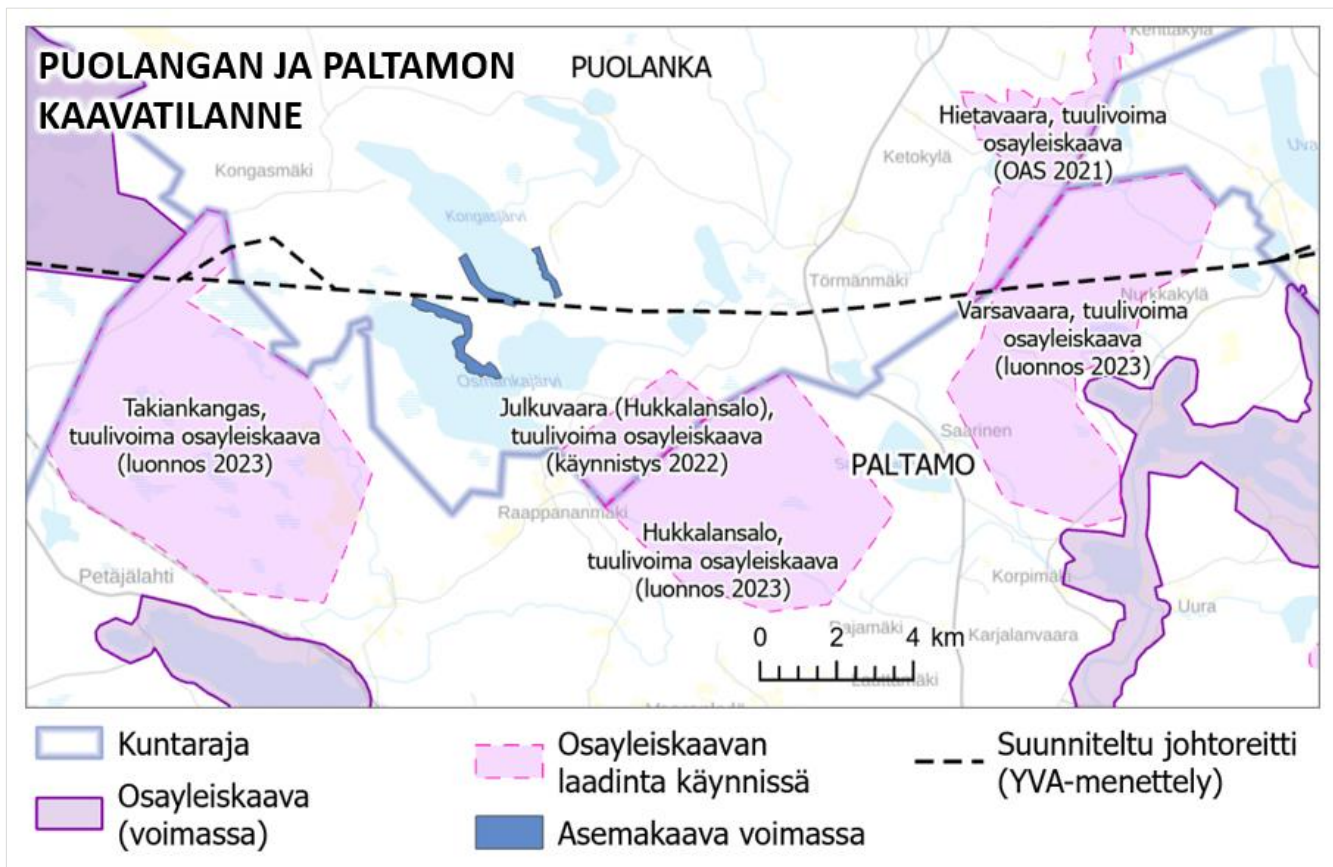 PUOLANGAN JA PALTAMON
KAAVATILANNE
PUOLANKA
Kongasmäki
Kongasjärvi
Ketokylä
Hietavaara, tuulivoima
osayleiskaava
(OAS 2021)
Törmänmäki
Nurkkakylä
Varsavaara, tuulivoima
osayleiskaava
(luonnos 2023)
Osmankajärvi
Takiankangas,
tuulivoima osayleiskaava
(luonnos 2023)
Julkuvaara (Hukkalansalo),
tuulivoima osayleiskaava
(käynnistys 2022)
Saarinen
PALTAMO
Raappananmäki
Hukkalansalo,
tuulivoima osayleiskaava
(luonnos 2023)
Petäjälahti
Korpimäki
Uura
Rajamäki
Karjalanvaara
0 2 4 km
Kuntaraja
Osayleiskaava
(voimassa)
Osayleiskaavan
laadinta käynnissä
Asemakaava voimassa
Suunniteltu johtoreitti
(YVA-menettely)